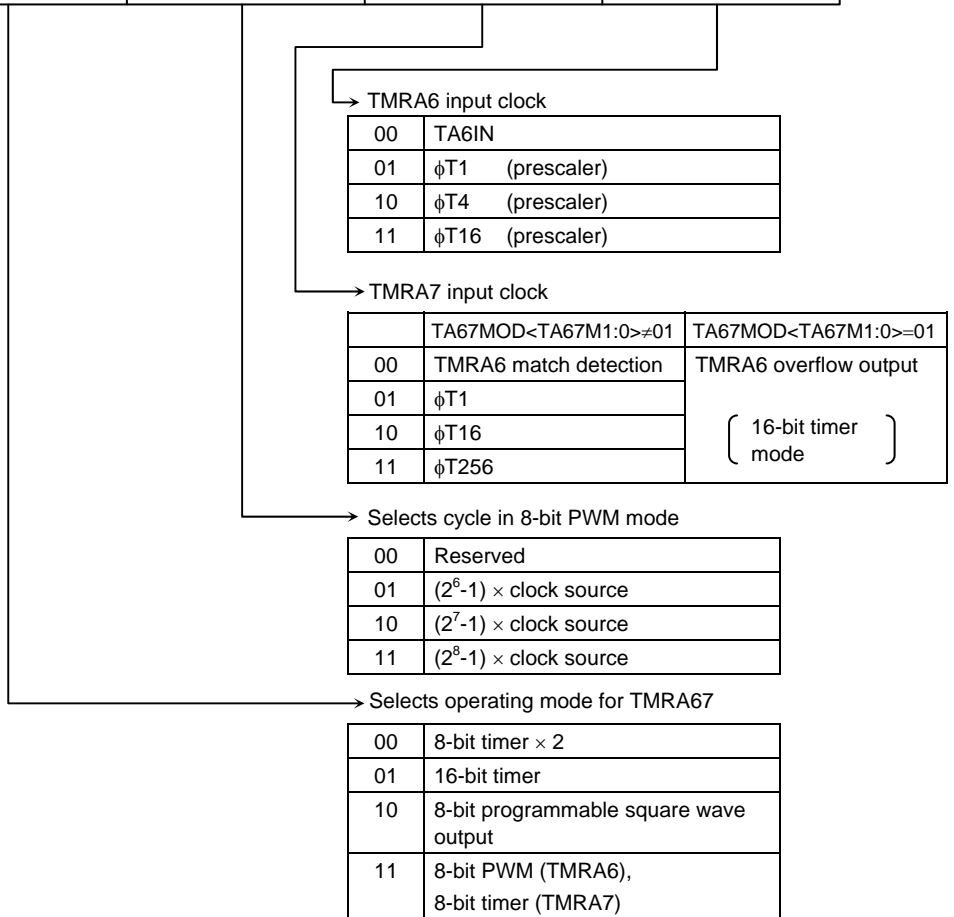 TMRA6 input clock
00 TA6IN
01 ϕT1 (prescaler)
10 ϕT4 (prescaler)
11 ϕT16 (prescaler)
TMRA7 input clock
TA67MOD<TA67M1:0>≠01 TA67MOD<TA67M1:0>=01
00 TMRA6 match detection TMRA6 overflow output
01 ϕT1
10 ϕT16 16-bit timer
11 ϕT256 mode
Selects cycle in 8-bit PWM mode
00 Reserved
01 (2⁶-1) × clock source
10 (2⁷-1) × clock source
11 (2⁸-1) × clock source
Selects operating mode for TMRA67
00 8-bit timer × 2
01 16-bit timer
10 8-bit programmable square wave
output
11 8-bit PWM (TMRA6),
8-bit timer (TMRA7)